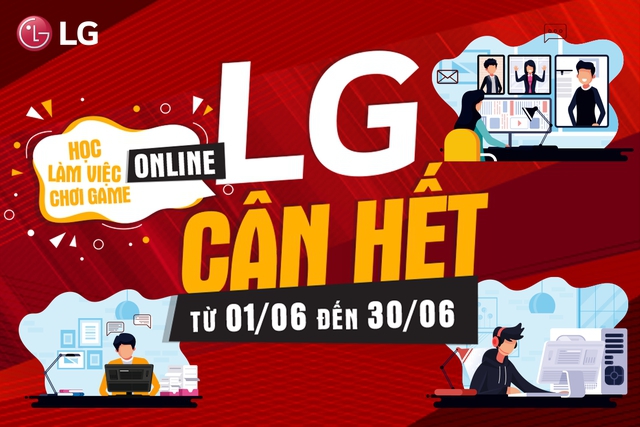 LG
HỌC
LÀM VIỆC
CHƠI GAME
ONLINE
LG
CÂN HẾT
TỪ 01/06 ĐẾN 30/06